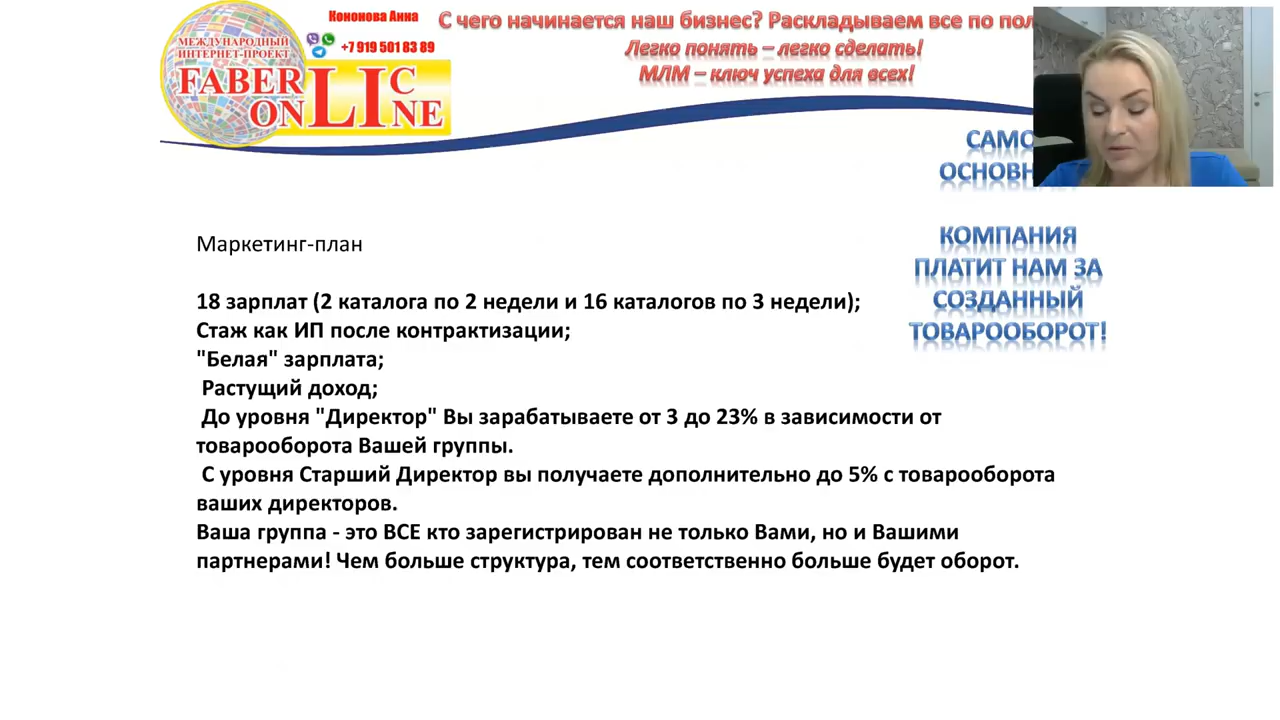 Кононова Анна
+7 919 501 83 89
МЕЖДУНАРОДНЫЙ
ИНТЕРНЕТ-ПРОЕКТ
FABERLIC
ONLINE
С чего начинается наш бизнес? Раскладываем все по
Легко понять – легко сделать!
МЛМ – ключ успеха для всех!
КОМПАНИЯ
ПЛАТИТ НАМ ЗА
СОЗДАННЫЙ
ТОВАРООБОРОТ!
Маркетинг-план
18 зарплат (2 каталога по 2 недели и 16 каталогов по 3 недели);
Стаж как ИП после контрактизации;
"Белая" зарплата;
Растущий доход;
До уровня "Директор" Вы зарабатываете от 3 до 23% в зависимости от
товарооборота Вашей группы.
С уровня Старший Директор вы получаете дополнительно до 5% с товарооборота
ваших директоров.
Ваша группа - это ВСЕ кто зарегистрирован не только Вами, но и Вашими
партнерами! Чем больше структура, тем соответственно больше будет оборот.